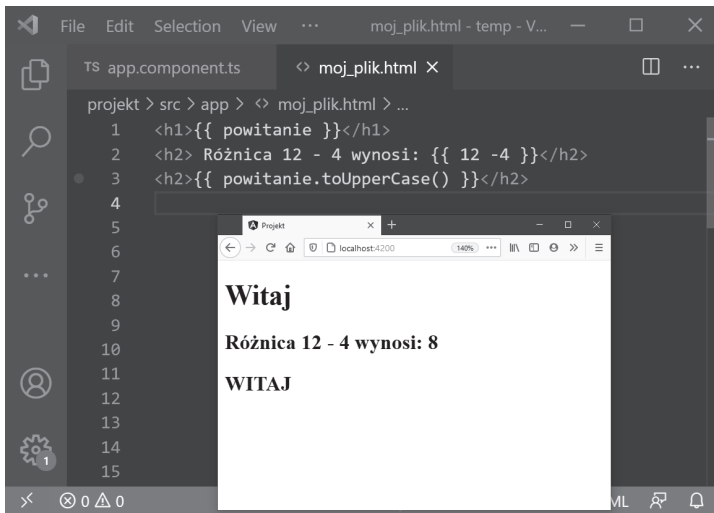 File Edit Selection View ··· moj_plik.html - temp - V...
TS app.component.ts <> moj_plik.html ×
projekt > src > app > <> moj_plik.html > ...
1 <h1>{{ powitanie }}</h1>
2 <h2> Różnica 12 - 4 wynosi: {{ 12 -4 }}</h2>
3 <h2>{{ powitanie.toUpperCase() }}</h2>
4
5
6
7
8
9
10
11
12
13
14
15
Projekt
localhost:4200 140%
Witaj
Różnica 12 - 4 wynosi: 8
WITAJ
1
0 0 ML